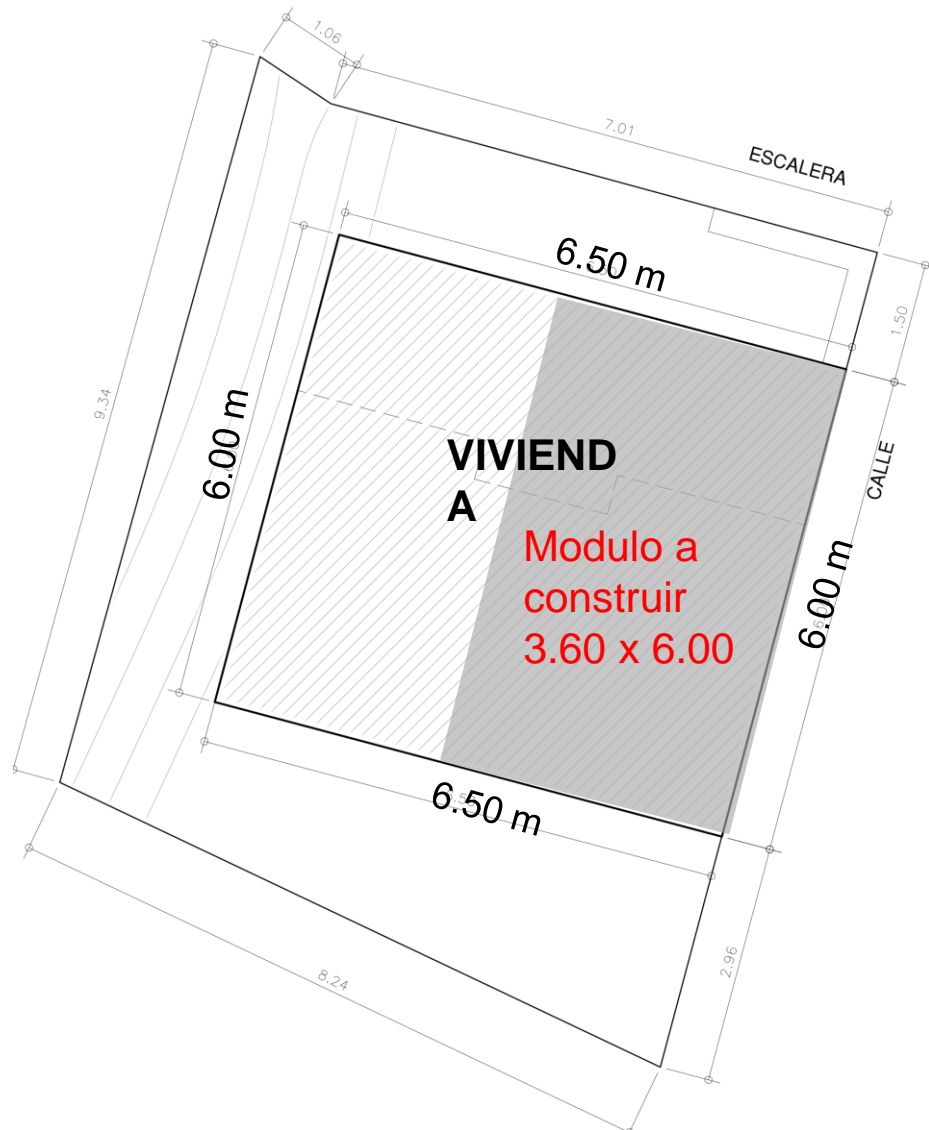 1.06
7.01
ESCALERA
6.50 m
1.50
9.34
6.00 m
VIVIEND
A
CALLE
Modulo a
construir
3.60 x 6.00
6.00 m
6.50 m
2.96
8.24